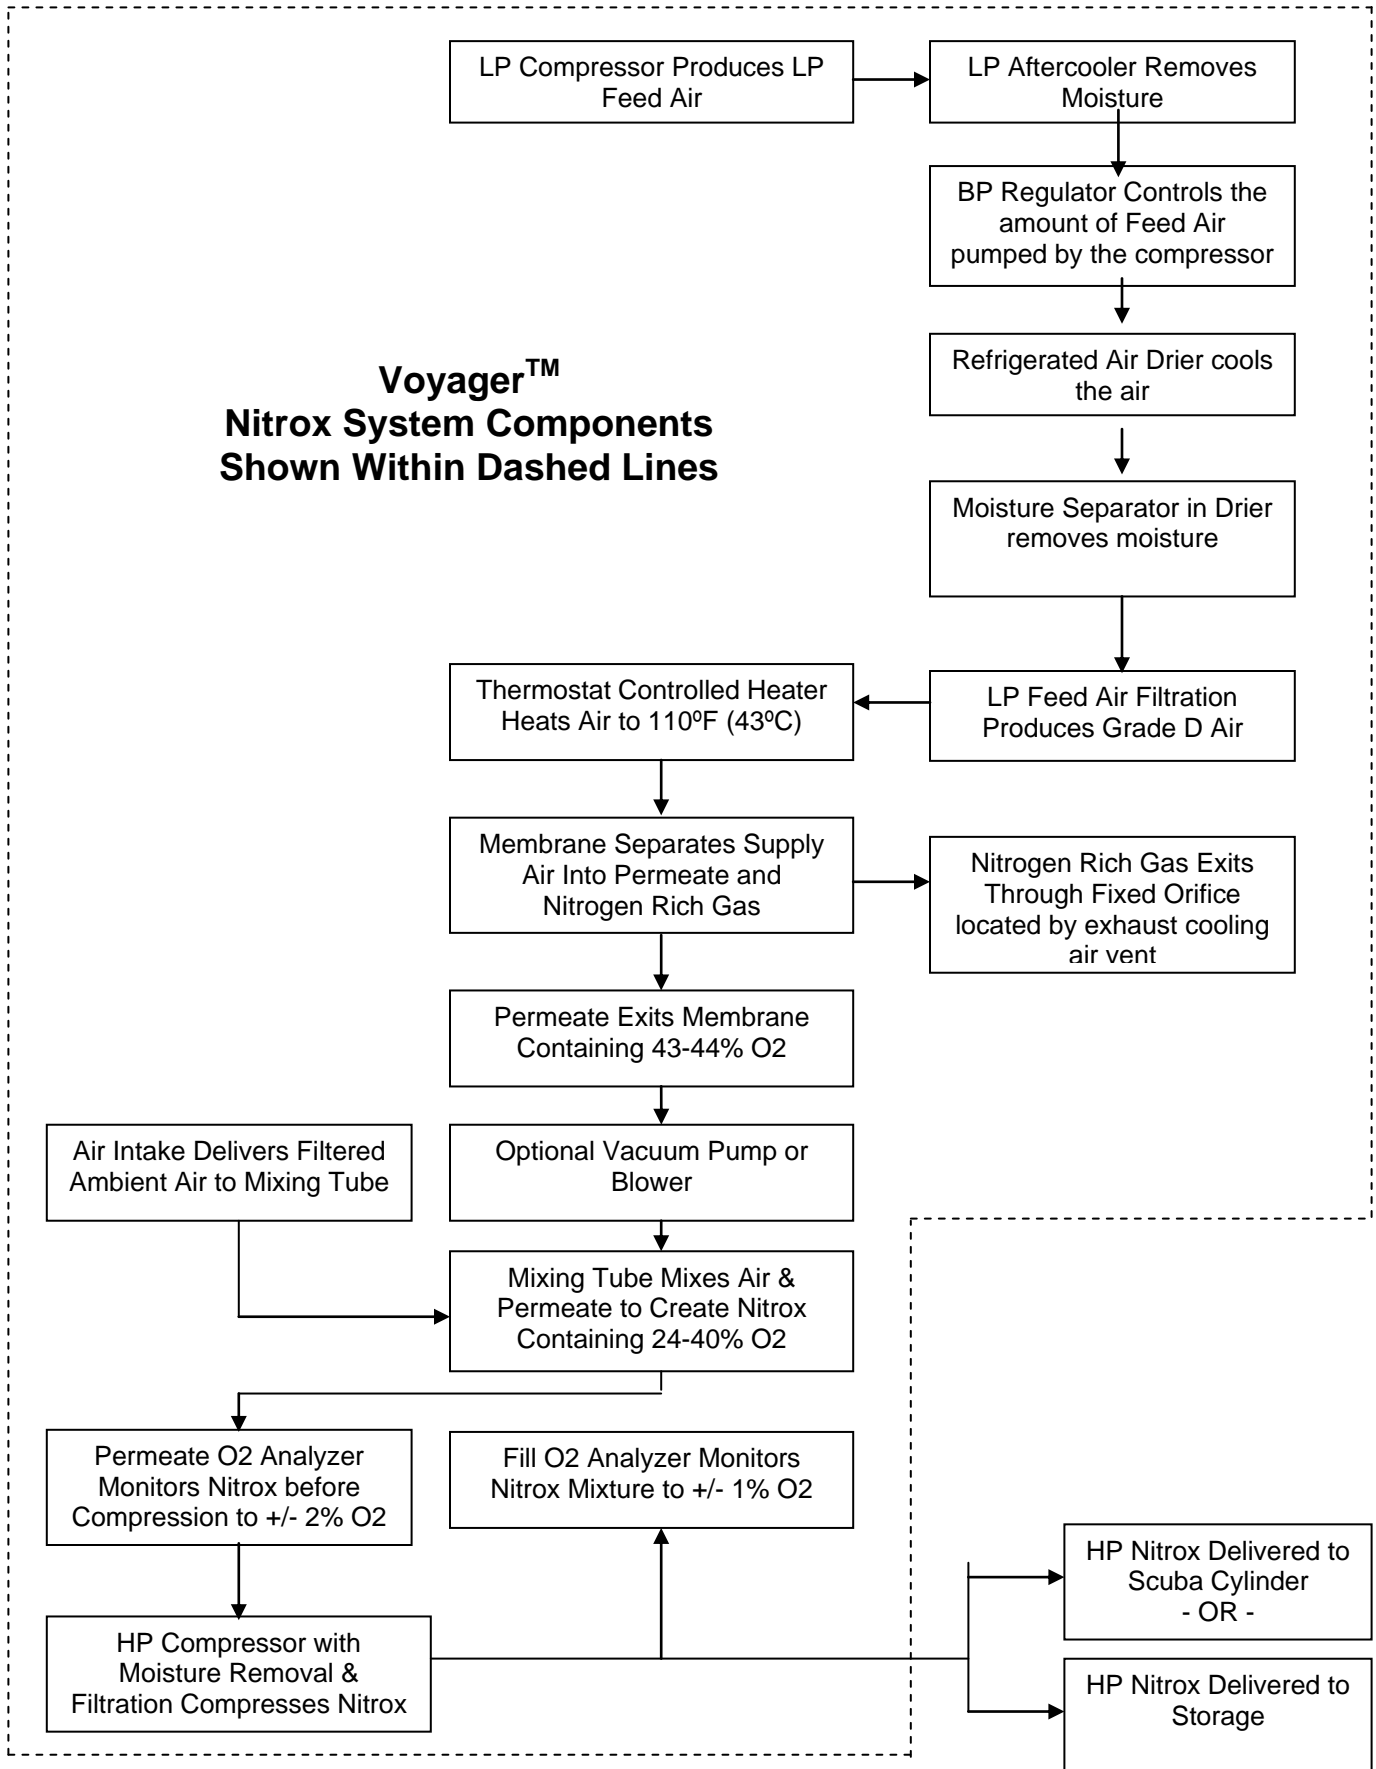 LP Compressor Produces LP
Feed Air
LP Aftercooler Removes
Moisture
BP Regulator Controls the
amount of Feed Air
pumped by the compressor
Refrigerated Air Drier cools
the air
Voyager™
Nitrox System Components
Shown Within Dashed Lines
Moisture Separator in Drier
removes moisture
Thermostat Controlled Heater
Heats Air to 110ºF (43ºC)
LP Feed Air Filtration
Produces Grade D Air
Membrane Separates Supply
Air Into Permeate and
Nitrogen Rich Gas
Nitrogen Rich Gas Exits
Through Fixed Orifice
located by exhaust cooling
air vent
Permeate Exits Membrane
Containing 43-44% O2
Air Intake Delivers Filtered
Ambient Air to Mixing Tube
Optional Vacuum Pump or
Blower
Mixing Tube Mixes Air &
Permeate to Create Nitrox
Containing 24-40% O2
Permeate O2 Analyzer
Monitors Nitrox before
Compression to +/- 2% O2
Fill O2 Analyzer Monitors
Nitrox Mixture to +/- 1% O2
HP Nitrox Delivered to
Scuba Cylinder
- OR -
HP Compressor with
Moisture Removal &
Filtration Compresses Nitrox
HP Nitrox Delivered to
Storage